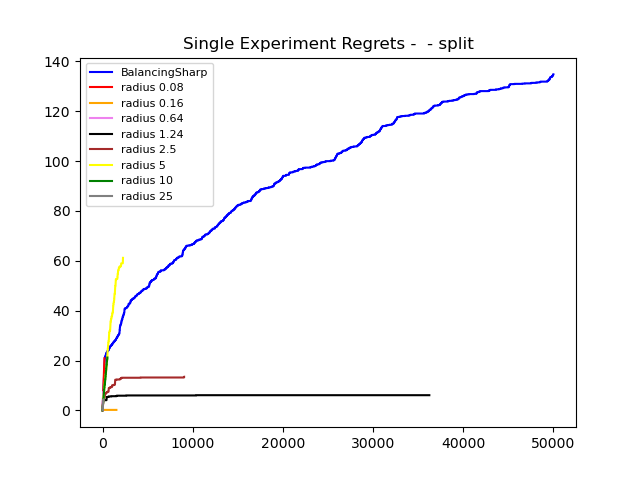 Single Experiment Regrets -  - split
140
120
100
80
60
40
20
0
BalancingSharp
radius 0.08
radius 0.16
radius 0.64
radius 1.24
radius 2.5
radius 5
radius 10
radius 25
0 10000 20000 30000 40000 50000